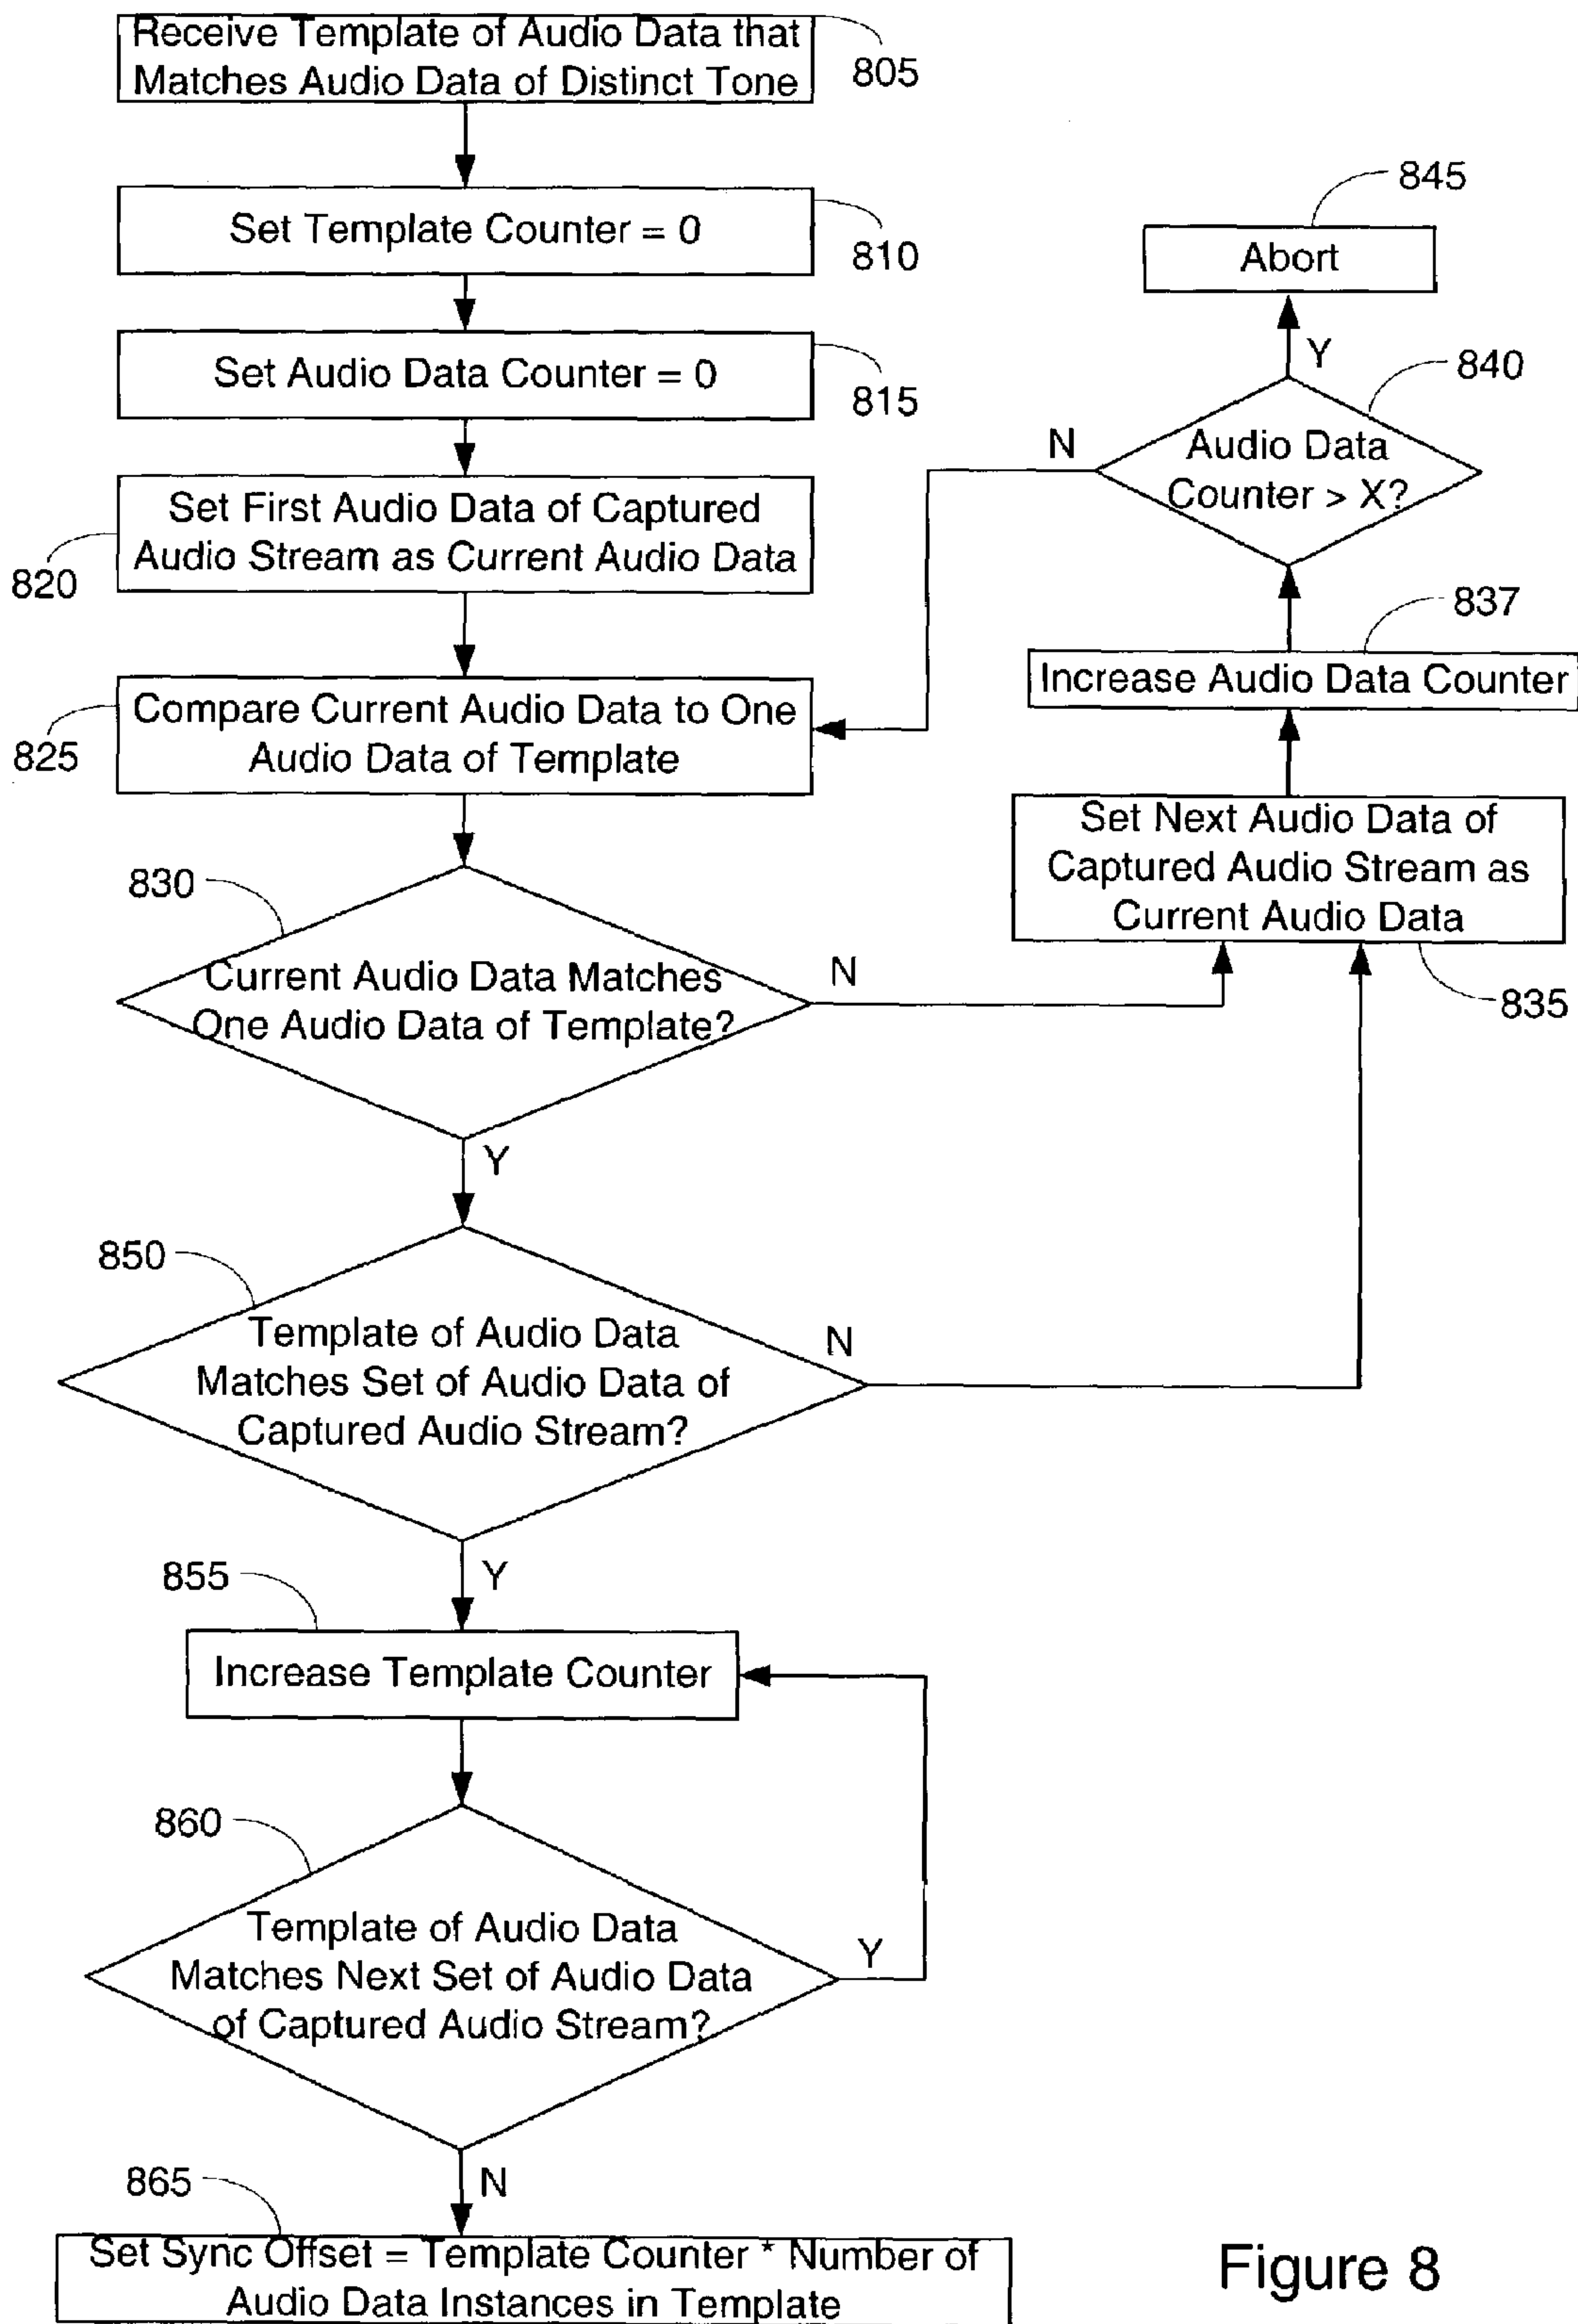 Receive Template of Audio Data that
Matches Audio Data of Distinct Tone
805
Set Template Counter = 0
810
Set Audio Data Counter = 0
815
Set First Audio Data of Captured
Audio Stream as Current Audio Data
820
Compare Current Audio Data to One
Audio Data of Template
825
830
Current Audio Data Matches
One Audio Data of Template?
N
Y
845
Abort
Y
840
Audio Data
Counter > X?
N
837
Increase Audio Data Counter
Set Next Audio Data of
Captured Audio Stream as
Current Audio Data
835
850
Template of Audio Data
Matches Set of Audio Data of
Captured Audio Stream?
N
Y
855
Increase Template Counter
860
Template of Audio Data
Matches Next Set of Audio Data
of Captured Audio Stream?
Y
N
865
Set Sync Offset = Template Counter * Number of
Audio Data Instances in Template
Figure 8